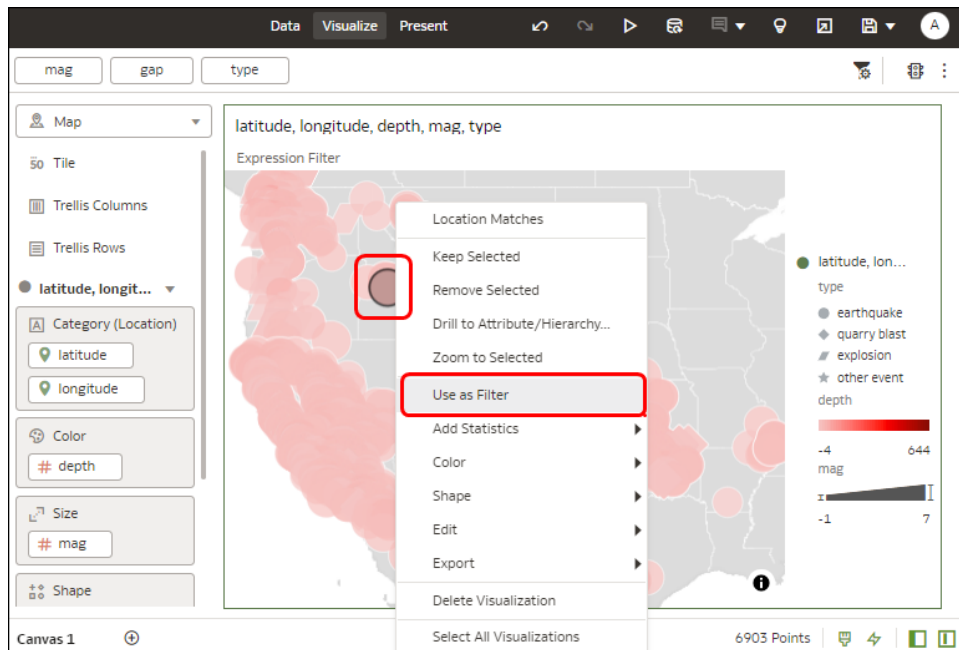 Data Visualize Present A
mag gap type
Map
50 Tile
Trellis Columns
Trellis Rows
latitude, longit...
A Category (Location)
latitude
longitude
Color
# depth
Size
# mag
Shape
latitude, longitude, depth, mag, type
Expression Filter
Location Matches
Keep Selected
Remove Selected
Drill to Attribute/Hierarchy...
Zoom to Selected
Use as Filter
Add Statistics
Color
Shape
Edit
Export
Delete Visualization
Select All Visualizations
latitude, lon...
type
earthquake
quarry blast
explosion
other event
depth
-4 644
mag
-1 7
Canvas 1
6903 Points